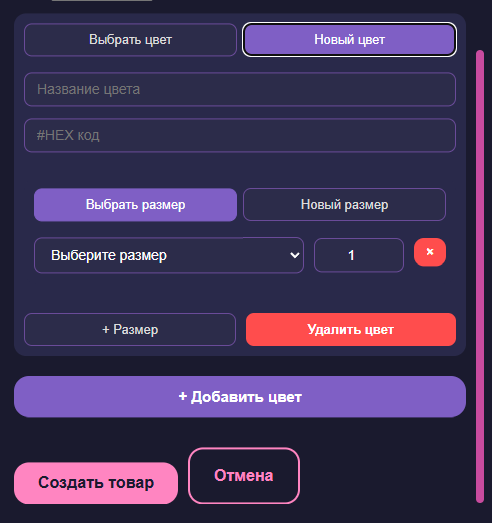 Выбрать цвет Новый цвет
Название цвета
#HEX код
Выбрать размер Новый размер
Выберите размер 1 ×
+ Размер Удалить цвет
+ Добавить цвет
Создать товар Отмена